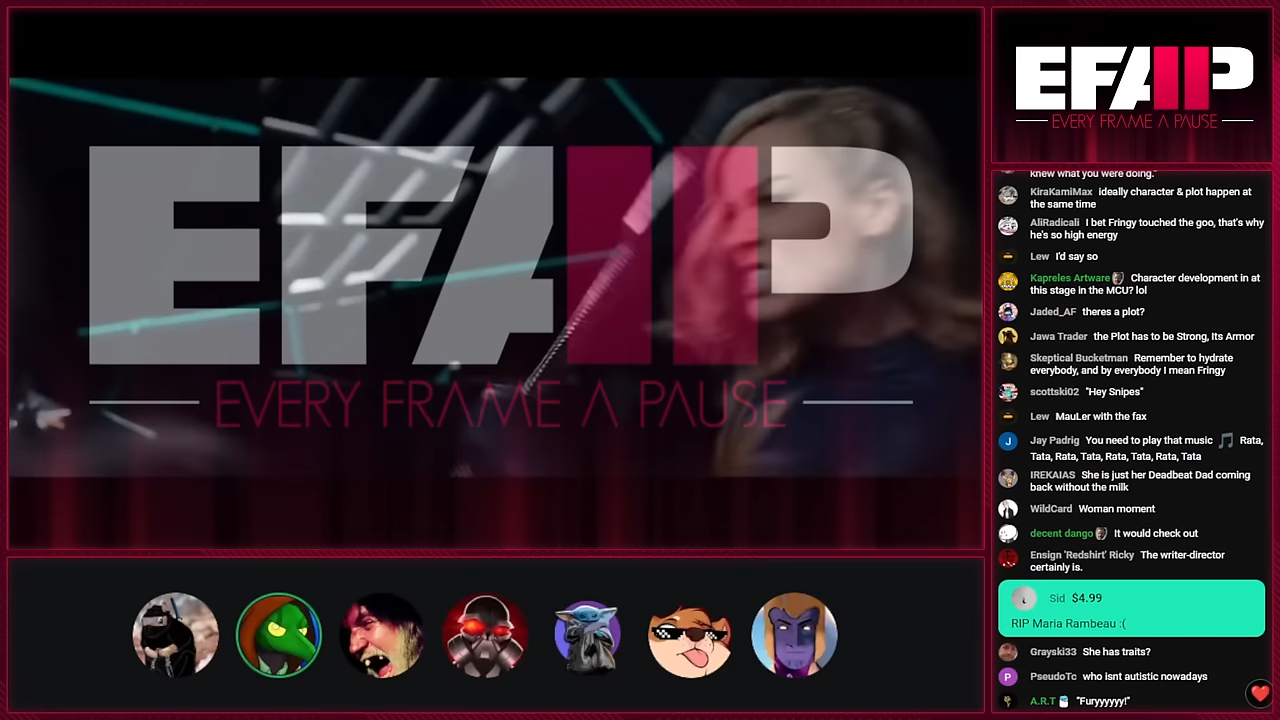 EFAP
EVERY FRAME A PAUSE
EFAP
EVERY FRAME A PAUSE
knew what you were doing."
KiraKamiMax ideally character & plot happen at
the same time
AliRadicali I bet Fringy touched the goo, that's why
he's so high energy
Lew I'd say so
Kapreles Artware Character development in at
this stage in the MCU? lol
Jaded_AF theres a plot?
Jawa Trader the Plot has to be Strong, Its Armor
Skeptical Bucketman Remember to hydrate
everybody, and by everybody I mean Fringy
scottski02 "Hey Snipes"
Lew MauLer with the fax
J Jay Padrig You need to play that music 🎵 Rata,
Tata, Rata, Tata, Rata, Tata, Rata, Tata
IREKAIAS She is just her Deadbeat Dad coming
back without the milk
WildCard Woman moment
decent dango It would check out
Ensign 'Redshirt' Ricky The writer-director
certainly is.
Sid $4.99
RIP Maria Rambeau :(
Grayski33 She has traits?
P PseudoTc who isnt autistic nowadays
A.R.T "Furyyyyyy!"